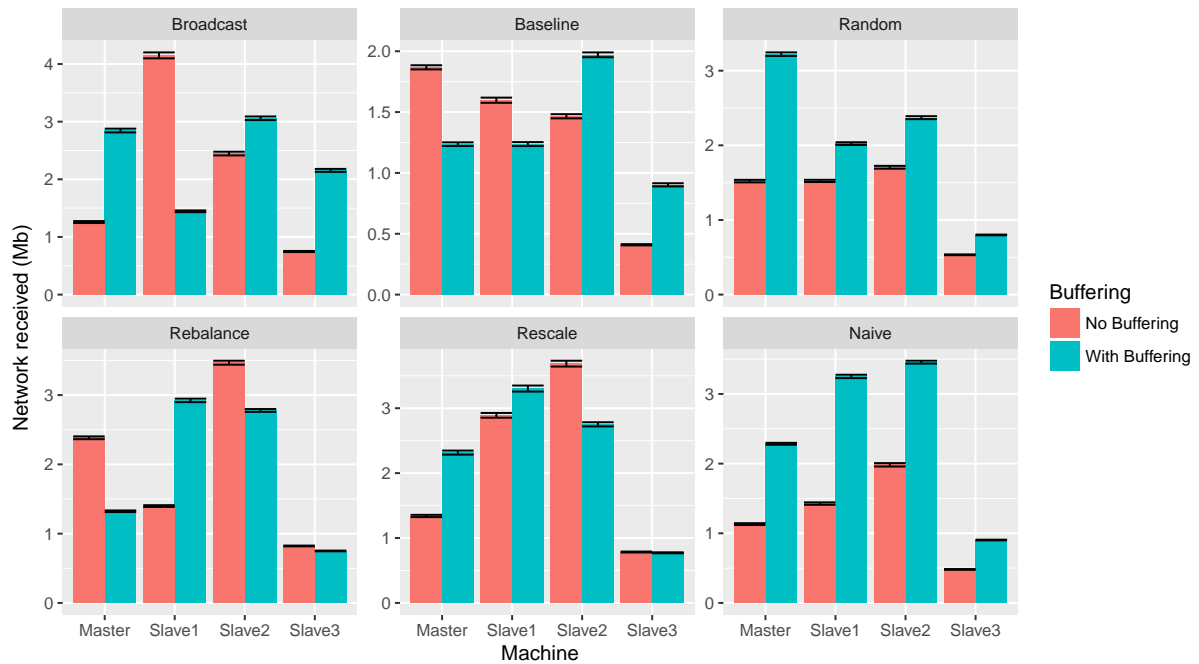 Broadcast
Baseline
Random
Network received (Mb)
4
3
2
1
0
2.0
1.5
1.0
0.5
0.0
3
2
1
0
Rebalance
Rescale
Naive
3
2
1
0
3
2
1
0
3
2
1
0
Master Slave1 Slave2 Slave3
Master Slave1 Slave2 Slave3
Master Slave1 Slave2 Slave3
Machine
Buffering
No Buffering
With Buffering